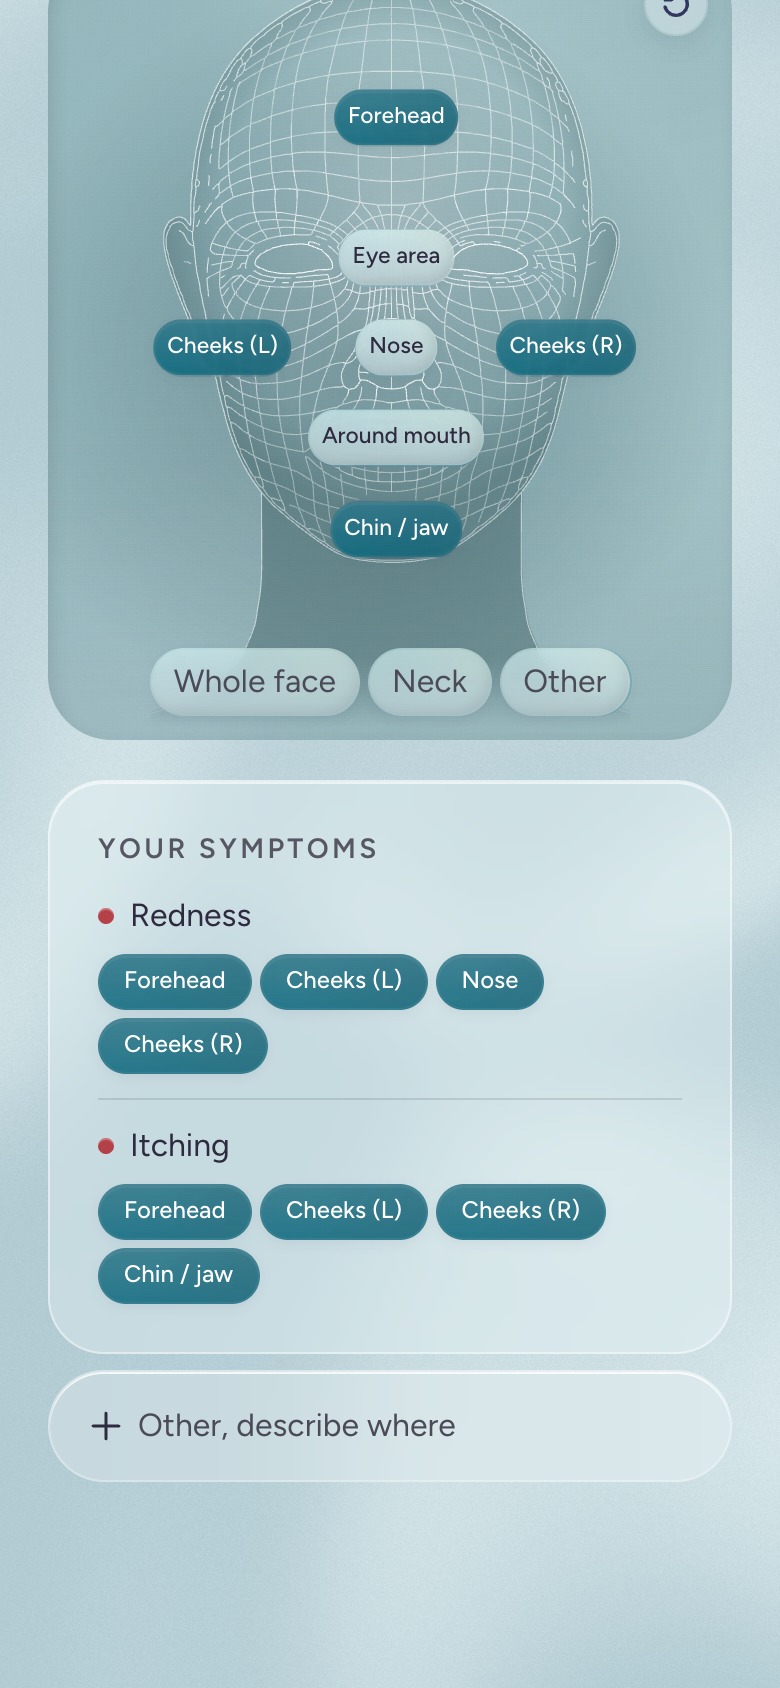 Forehead
Eye area
Cheeks (L)
Nose
Cheeks (R)
Around mouth
Chin / jaw
Whole face
Neck
Other
YOUR SYMPTOMS
Redness
Forehead
Cheeks (L)
Nose
Cheeks (R)
Itching
Forehead
Cheeks (L)
Cheeks (R)
Chin / jaw
Other, describe where